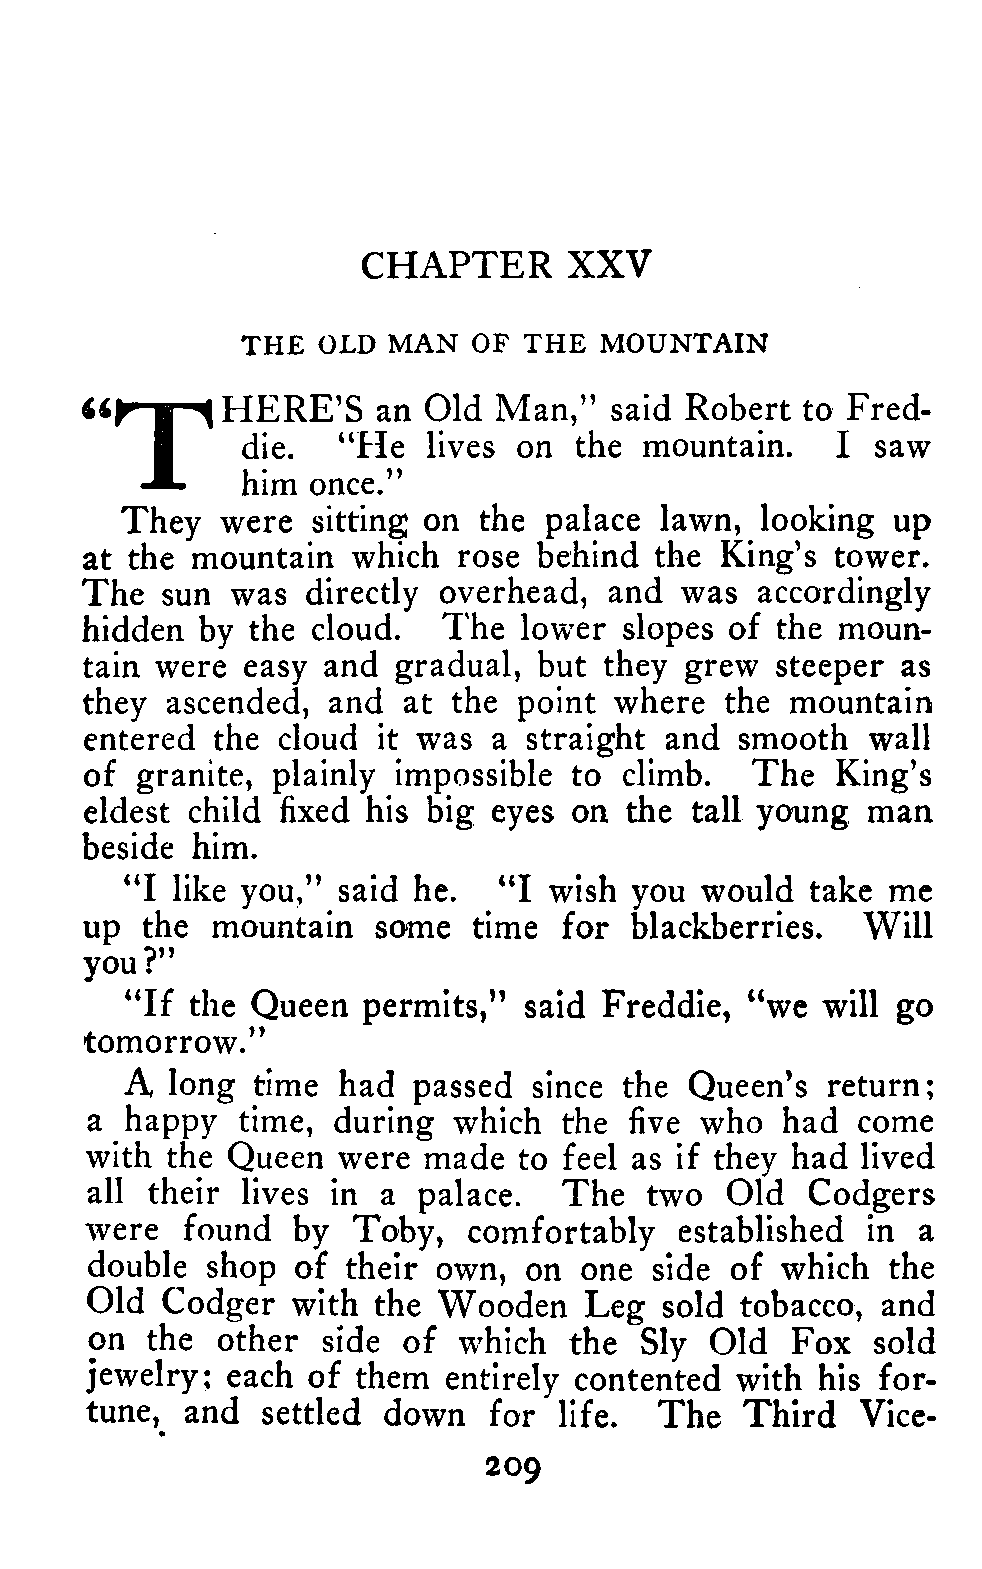 CHAPTER XXV
THE OLD MAN OF THE MOUNTAIN
“THERE’S an Old Man,” said Robert to Fred-
die. “He lives on the mountain. I saw
him once.”
They were sitting on the palace lawn, looking up
at the mountain which rose behind the King’s tower.
The sun was directly overhead, and was accordingly
hidden by the cloud. The lower slopes of the moun-
tain were easy and gradual, but they grew steeper as
they ascended, and at the point where the mountain
entered the cloud it was a straight and smooth wall
of granite, plainly impossible to climb. The King’s
eldest child fixed his big eyes on the tall young man
beside him.
“I like you,” said he. “I wish you would take me
up the mountain some time for blackberries. Will
you?”
“If the Queen permits,” said Freddie, “we will go
tomorrow.”
A long time had passed since the Queen’s return;
a happy time, during which the five who had come
with the Queen were made to feel as if they had lived
all their lives in a palace. The two Old Codgers
were found by Toby, comfortably established in a
double shop of their own, on one side of which the
Old Codger with the Wooden Leg sold tobacco, and
on the other side of which the Sly Old Fox sold
jewelry; each of them entirely contented with his for-
tune, and settled down for life. The Third Vice-
209